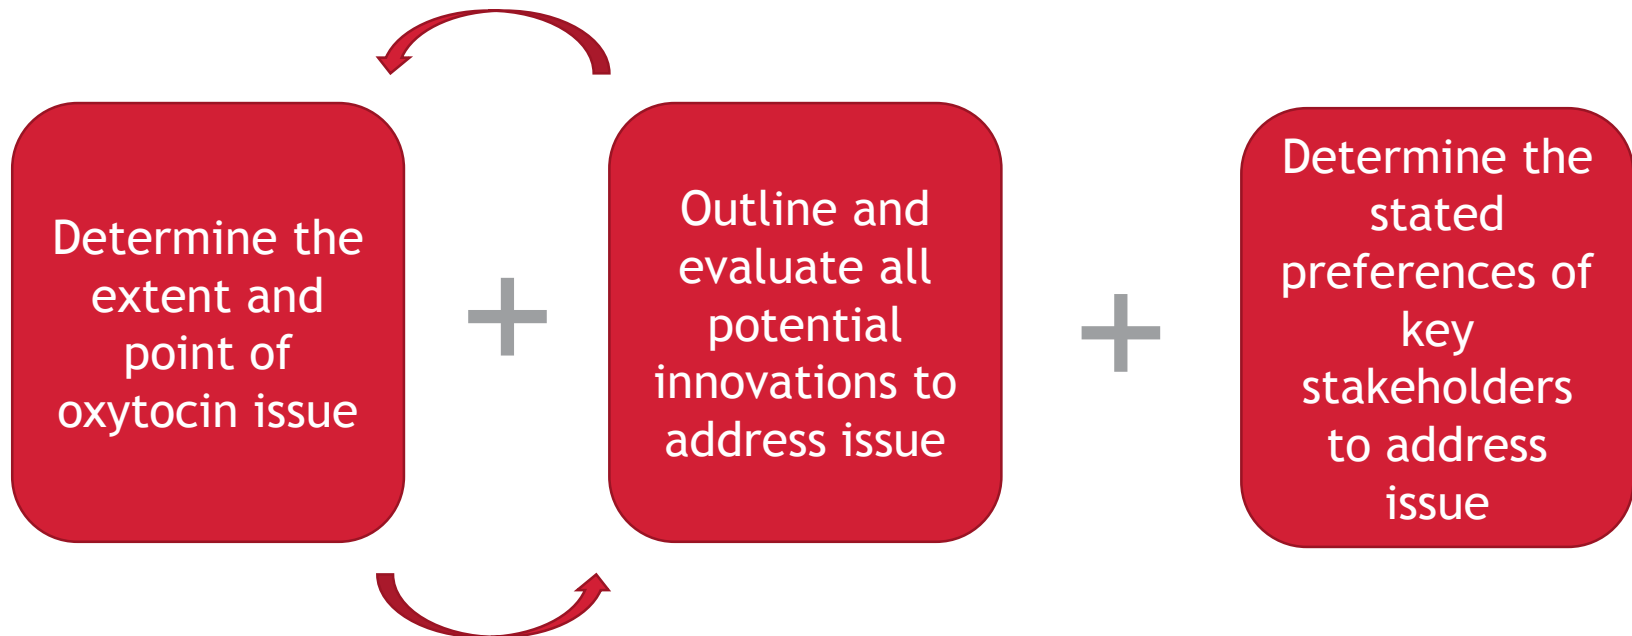 Determine the
extent and
point of
oxytocin issue
Outline and
evaluate all
potential
innovations to
address issue
Determine the
stated
preferences of
key
stakeholders
to address
issue